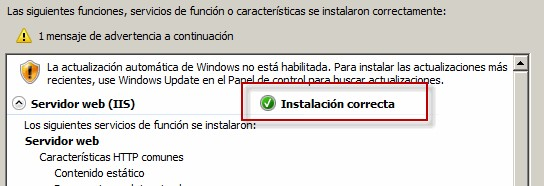 Las siguientes funciones, servicios de función o características se instalaron correctamente:
1 mensaje de advertencia a continuación
La actualización automática de Windows no está habilitada. Para instalar las actualizaciones más
recientes, use Windows Update en el Panel de control para buscar actualizaciones.
Servidor web (IIS) Instalación correcta
Los siguientes servicios de función se instalaron:
Servidor web
Características HTTP comunes
Contenido estático